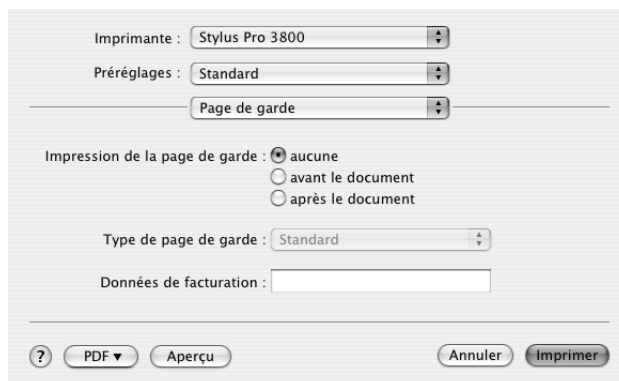 Imprimante : Stylus Pro 3800
Préréglages : Standard
Page de garde
Impression de la page de garde : aucune
avant le document
après le document
Type de page de garde : Standard
Données de facturation :
? PDF ▼ Aperçu Annuler Imprimer